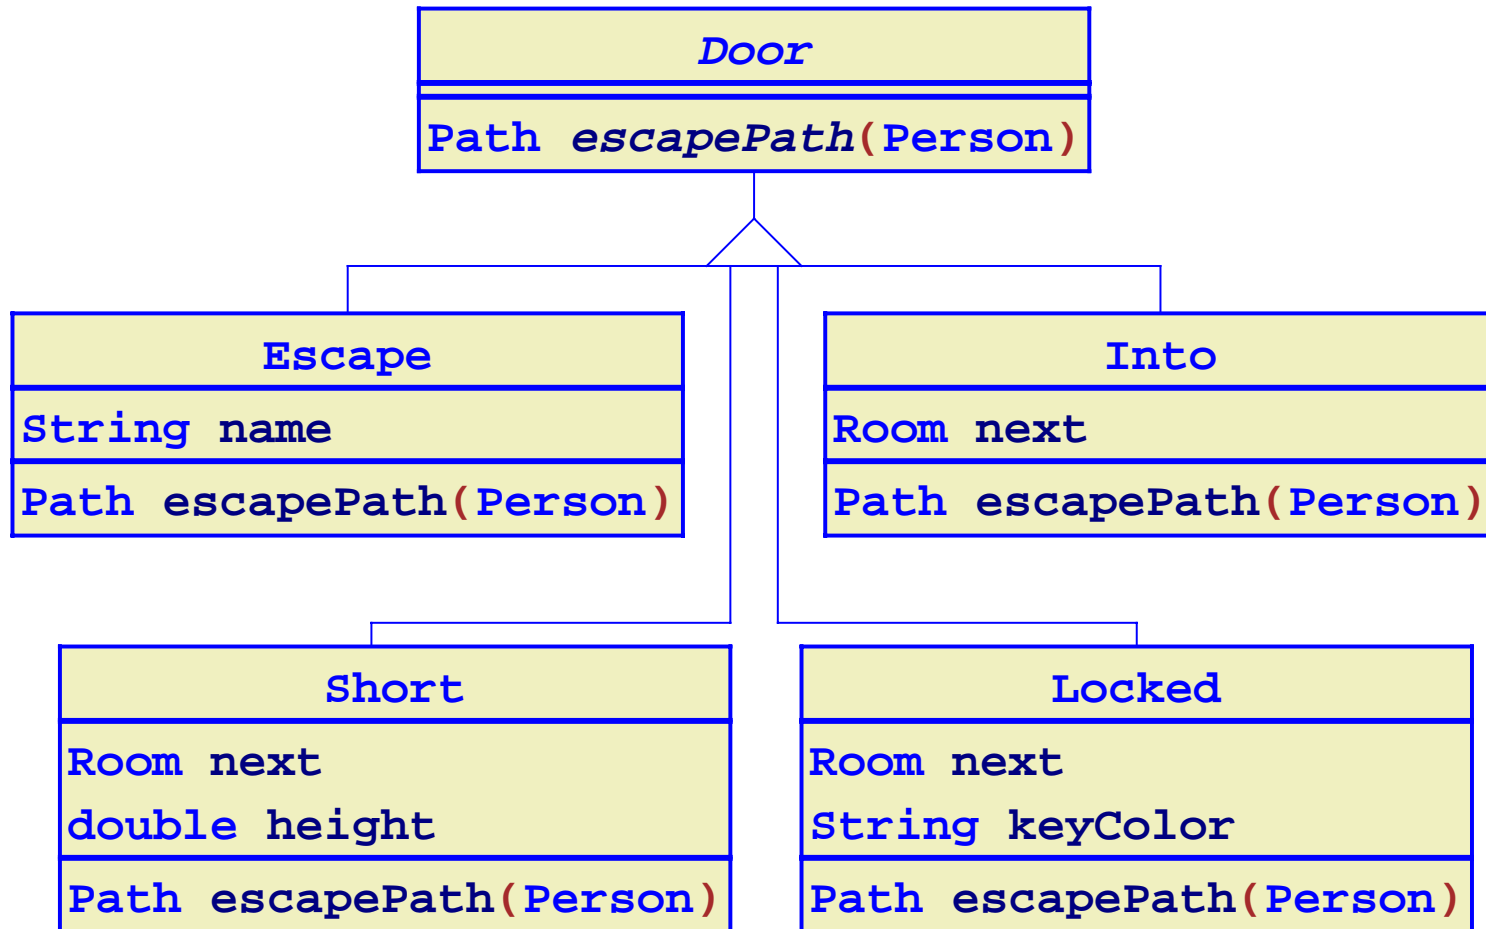 Door
Path escapePath(Person)
Escape
String name
Path escapePath(Person)
Into
Room next
Path escapePath(Person)
Short
Room next
double height
Path escapePath(Person)
Locked
Room next
String keyColor
Path escapePath(Person)